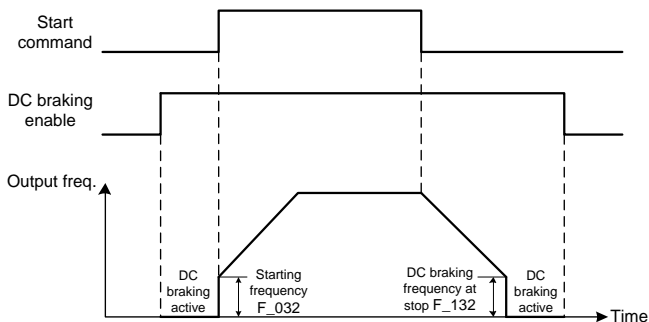 Start
command
DC braking
enable
Output freq.
DC
braking
active
Starting
frequency
F_032
DC braking
frequency at
stop F_132
DC
braking
active
Time